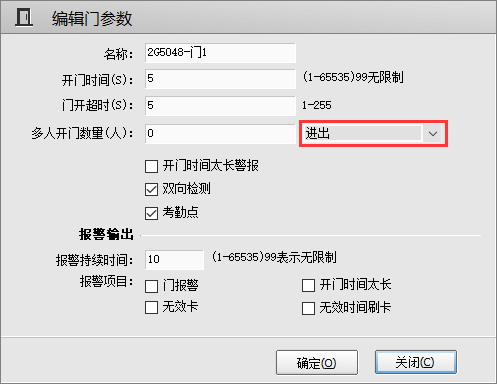 编辑门参数
名称: 2G5048-门1
开门时间(S): 5 (1-65535)99无限制
门开超时(S): 5 1-255
多人开门数量(人): 0 进出
开门时间太长警报
双向检测
考勤点
报警输出
报警持续时间: 10 (1-65535)99表示无限制
报警项目: 门报警 开门时间太长
无效卡 无效时间刷卡
确定(O) 关闭(C)